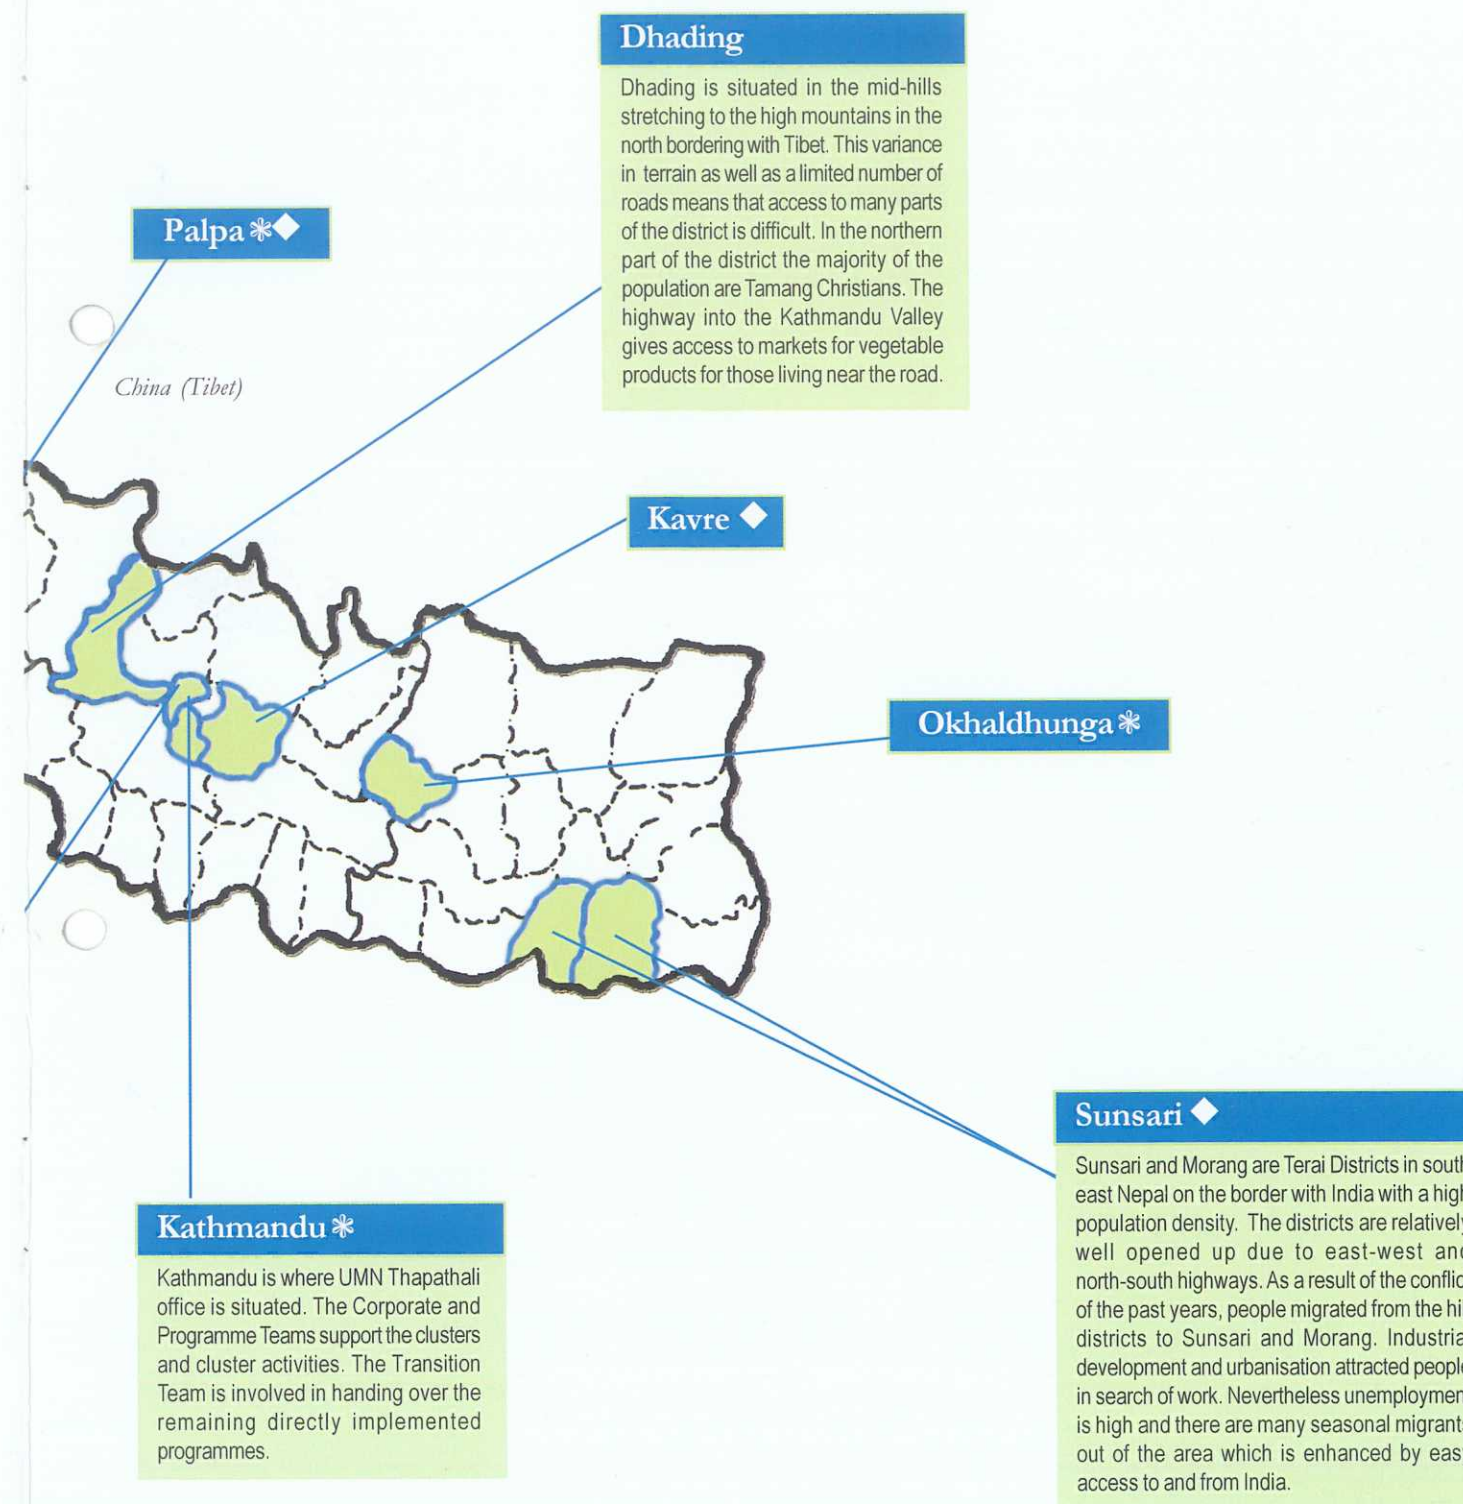 Dhading
Dhading is situated in the mid-hills
stretching to the high mountains in the
north bordering with Tibet. This variance
in terrain as well as a limited number of
roads means that access to many parts
of the district is difficult. In the northern
part of the district the majority of the
population are Tamang Christians. The
highway into the Kathmandu Valley
gives access to markets for vegetable
products for those living near the road.
Palpa ❃◆
China (Tibet)
Kavre ◆
Okhaldhunga ❃
Kathmandu ❃
Kathmandu is where UMN Thapathali
office is situated. The Corporate and
Programme Teams support the clusters
and cluster activities. The Transition
Team is involved in handing over the
remaining directly implemented
programmes.
Sunsari ◆
Sunsari and Morang are Terai Districts in south
east Nepal on the border with India with a high
population density. The districts are relatively
well opened up due to east-west and
north-south highways. As a result of the conflic
of the past years, people migrated from the hil
districts to Sunsari and Morang. Industria
development and urbanisation attracted people
in search of work. Nevertheless unemploymen
is high and there are many seasonal migrants
out of the area which is enhanced by eas
access to and from India.